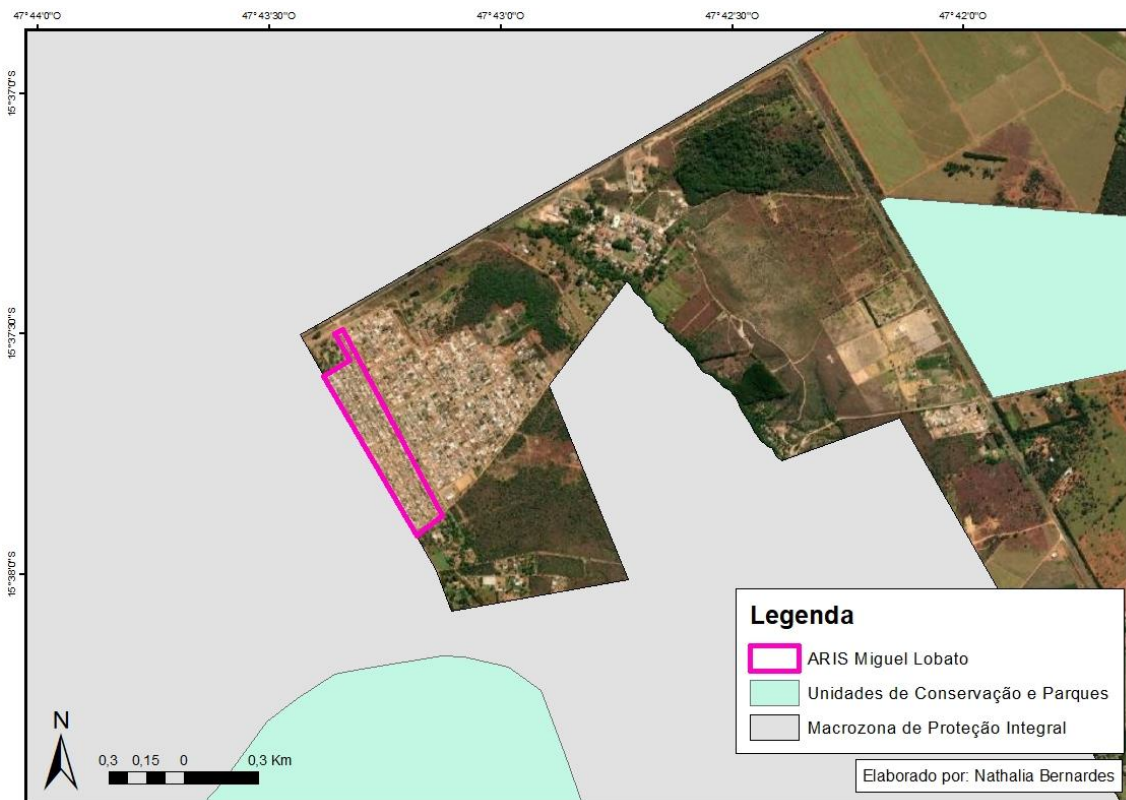 47°44'0"O
47°43'30"O
47°43'0"O
47°42'30"O
47°42'0"O
15°37'0"S
15°37'30"S
15°38'0"S
Legenda
ARIS Miguel Lobato
Unidades de Conservação e Parques
Macrozona de Proteção Integral
N
0,3 0,15 0 0,3 Km
Elaborado por: Nathalia Bernardes